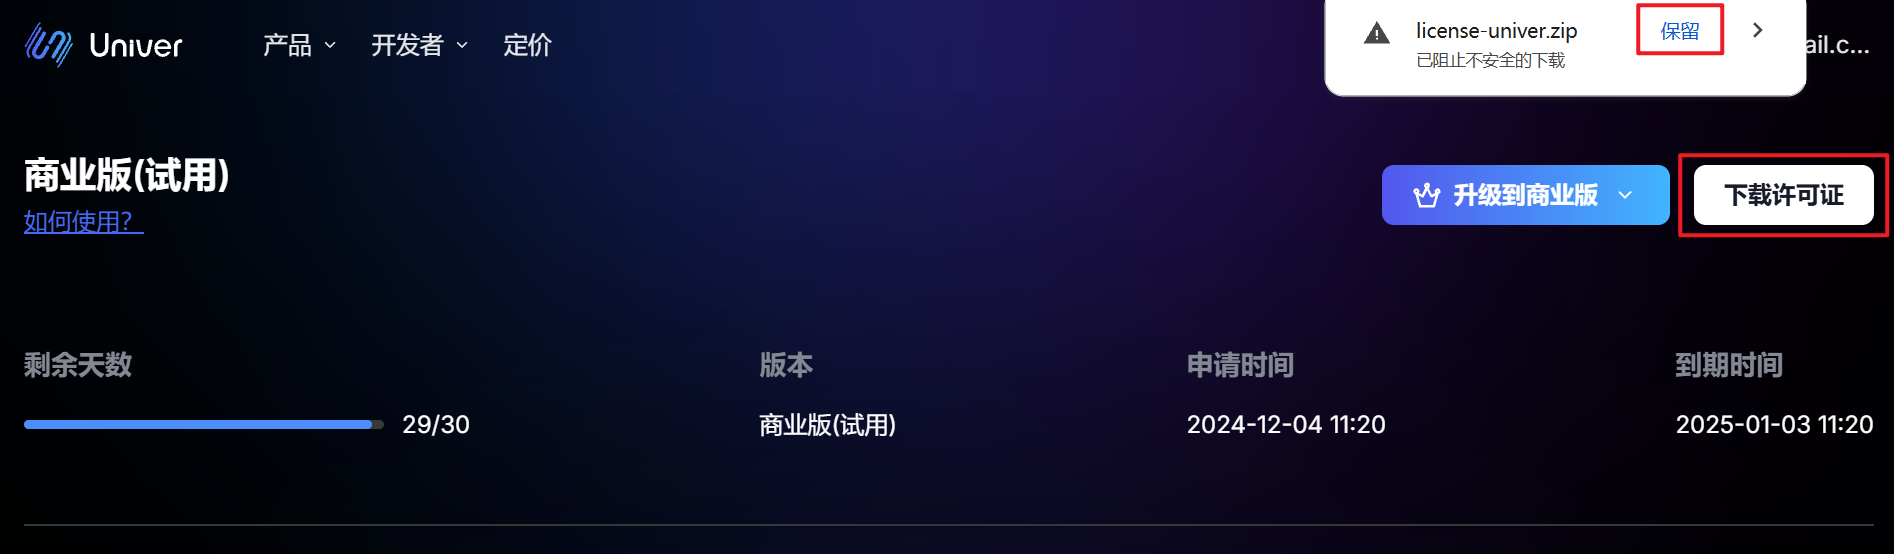 Univer
产品
开发者
定价
license-univer.zip
已阻止不安全的下载
保留
ail.c...
商业版(试用)
如何使用？
升级到商业版
下载许可证
剩余天数
版本
申请时间
到期时间
29/30
商业版(试用)
2024-12-04 11:20
2025-01-03 11:20